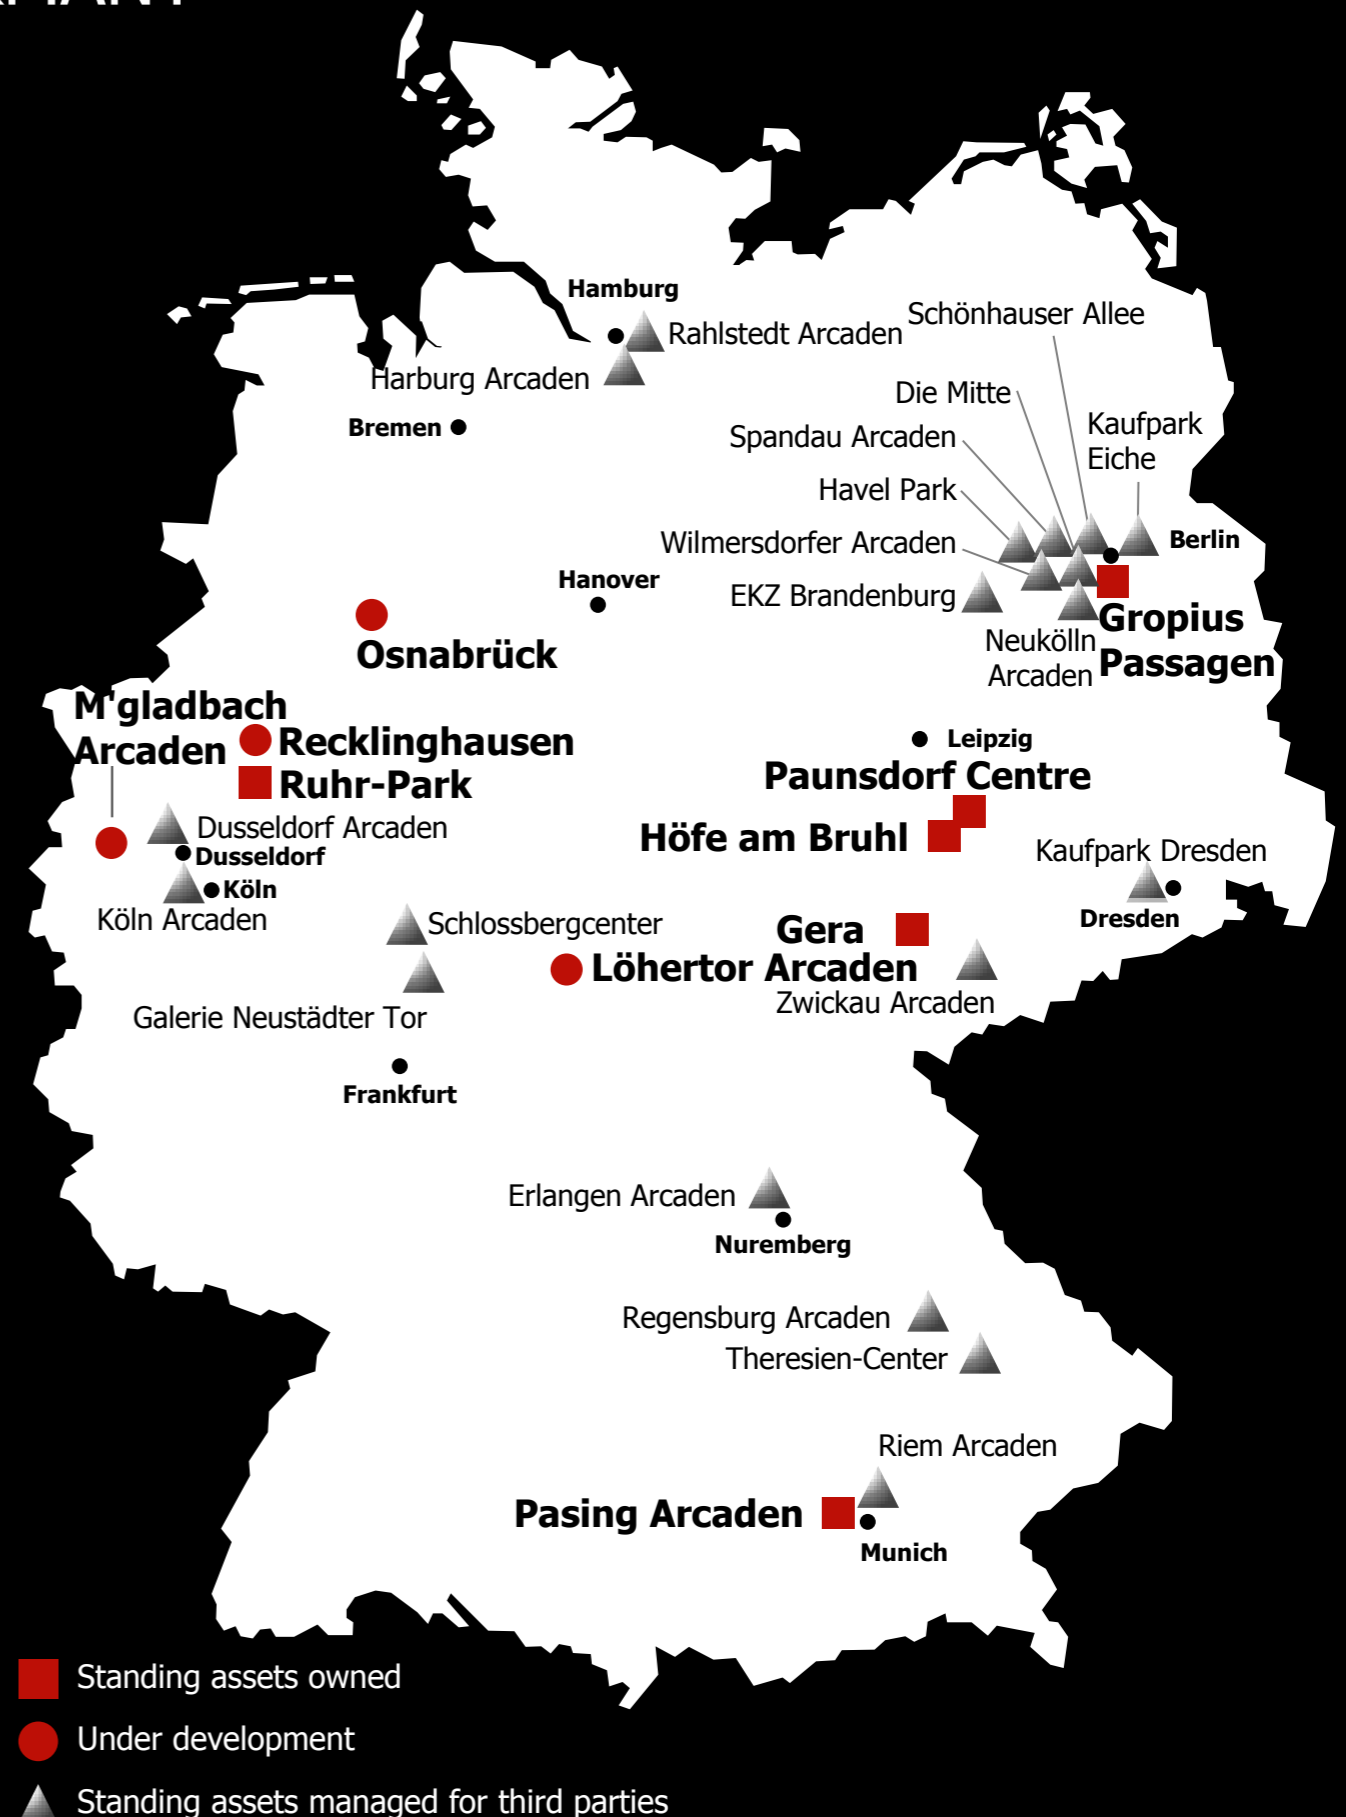 Hamburg
Schönhauser Allee
Rahlstedt Arcaden
Harburg Arcaden
Die Mitte
Bremen
Spandau Arcaden
Kaufpark
Eiche
Havel Park
Wilmersdorfer Arcaden
Berlin
Hanover
EKZ Brandenburg
Osnabrück
Neukölln
Arcaden
Gropius
Passagen
M'gladbach
Arcaden
Recklinghausen
Leipzig
Ruhr-Park
Paunsdorf Centre
Dusseldorf Arcaden
Dusseldorf
Höfe am Bruhl
Kaufpark Dresden
Köln
Köln Arcaden
Dresden
Schlossbergcenter
Gera
Löhertor Arcaden
Zwickau Arcaden
Galerie Neustädter Tor
Frankfurt
Erlangen Arcaden
Nuremberg
Regensburg Arcaden
Theresien-Center
Riem Arcaden
Pasing Arcaden
Munich
Standing assets owned
Under development
Standing assets managed for third parties